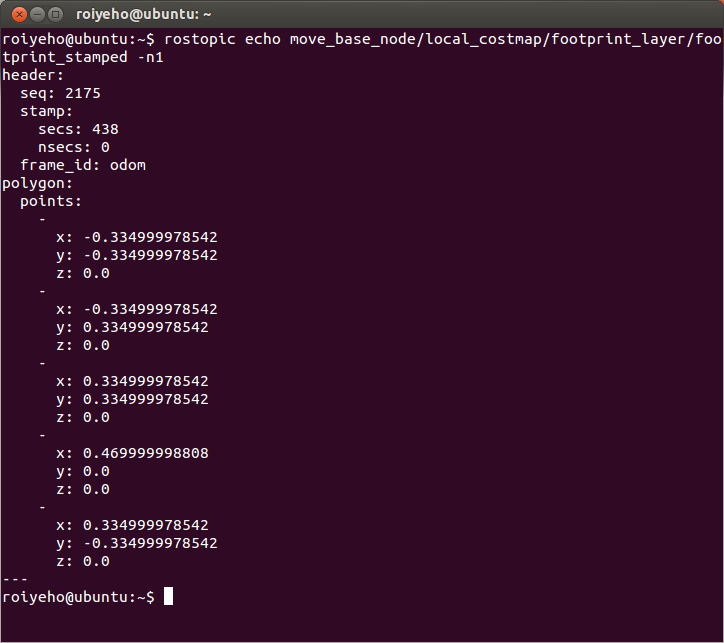 roiyeho@ubuntu: ~
roiyeho@ubuntu:~$ rostopic echo move_base_node/local_costmap/footprint_layer/foo
tprint_stamped -n1
header:
  seq: 2175
  stamp:
    secs: 438
    nsecs: 0
  frame_id: odom
polygon:
  points:
    -
      x: -0.334999978542
      y: -0.334999978542
      z: 0.0
    -
      x: -0.334999978542
      y: 0.334999978542
      z: 0.0
    -
      x: 0.334999978542
      y: 0.334999978542
      z: 0.0
    -
      x: 0.469999998808
      y: 0.0
      z: 0.0
    -
      x: 0.334999978542
      y: -0.334999978542
      z: 0.0
---
roiyeho@ubuntu:~$